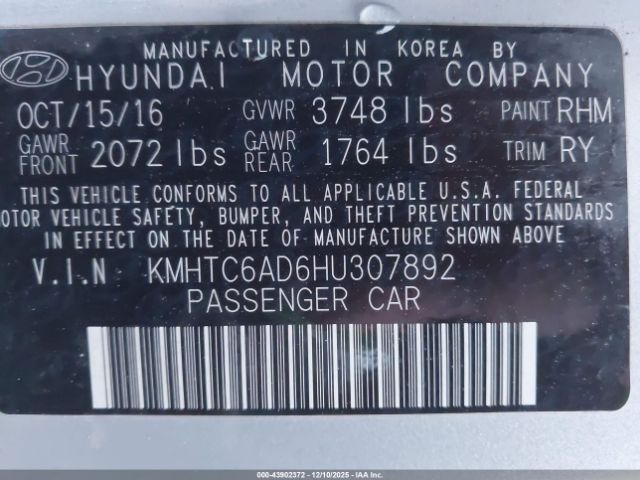 MANUFACTURED IN KOREA BY
HYUNDAI MOTOR COMPANY
OCT/15/16 GVWR 3748 lbs PAINT RHM
GAWR FRONT 2072 lbs GAWR REAR 1764 lbs TRIM RY
THIS VEHICLE CONFORMS TO ALL APPLICABLE U.S.A. FEDERAL
MOTOR VEHICLE SAFETY, BUMPER, AND THEFT PREVENTION STANDARDS
IN EFFECT ON THE DATE OF MANUFACTURE SHOWN ABOVE
V.I.N KMHTC6AD6HU307892
PASSENGER CAR
000-43902372 • 12/10/2025 • IAA Inc.